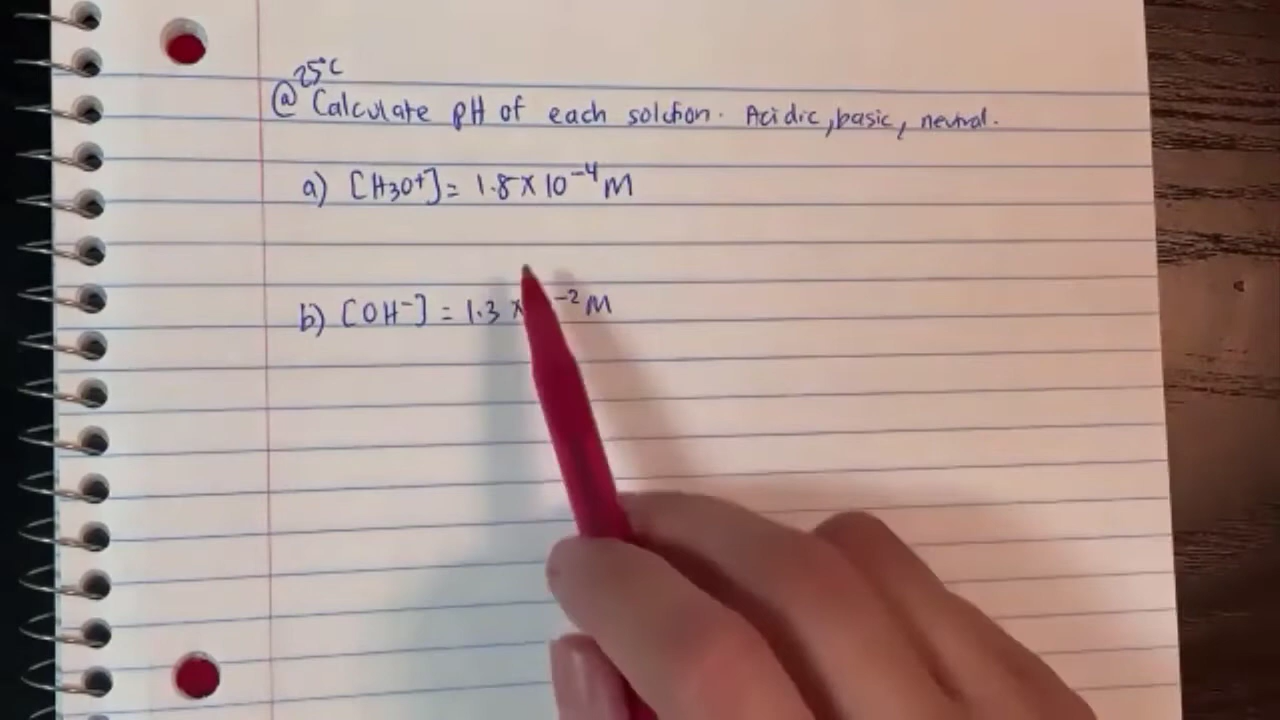 @ 25°C Calculate pH of each solution. Acidic, basic, neutral.
a) [H3O+] = 1.8 x 10-4 M
b) [OH-] = 1.3 x -2 M